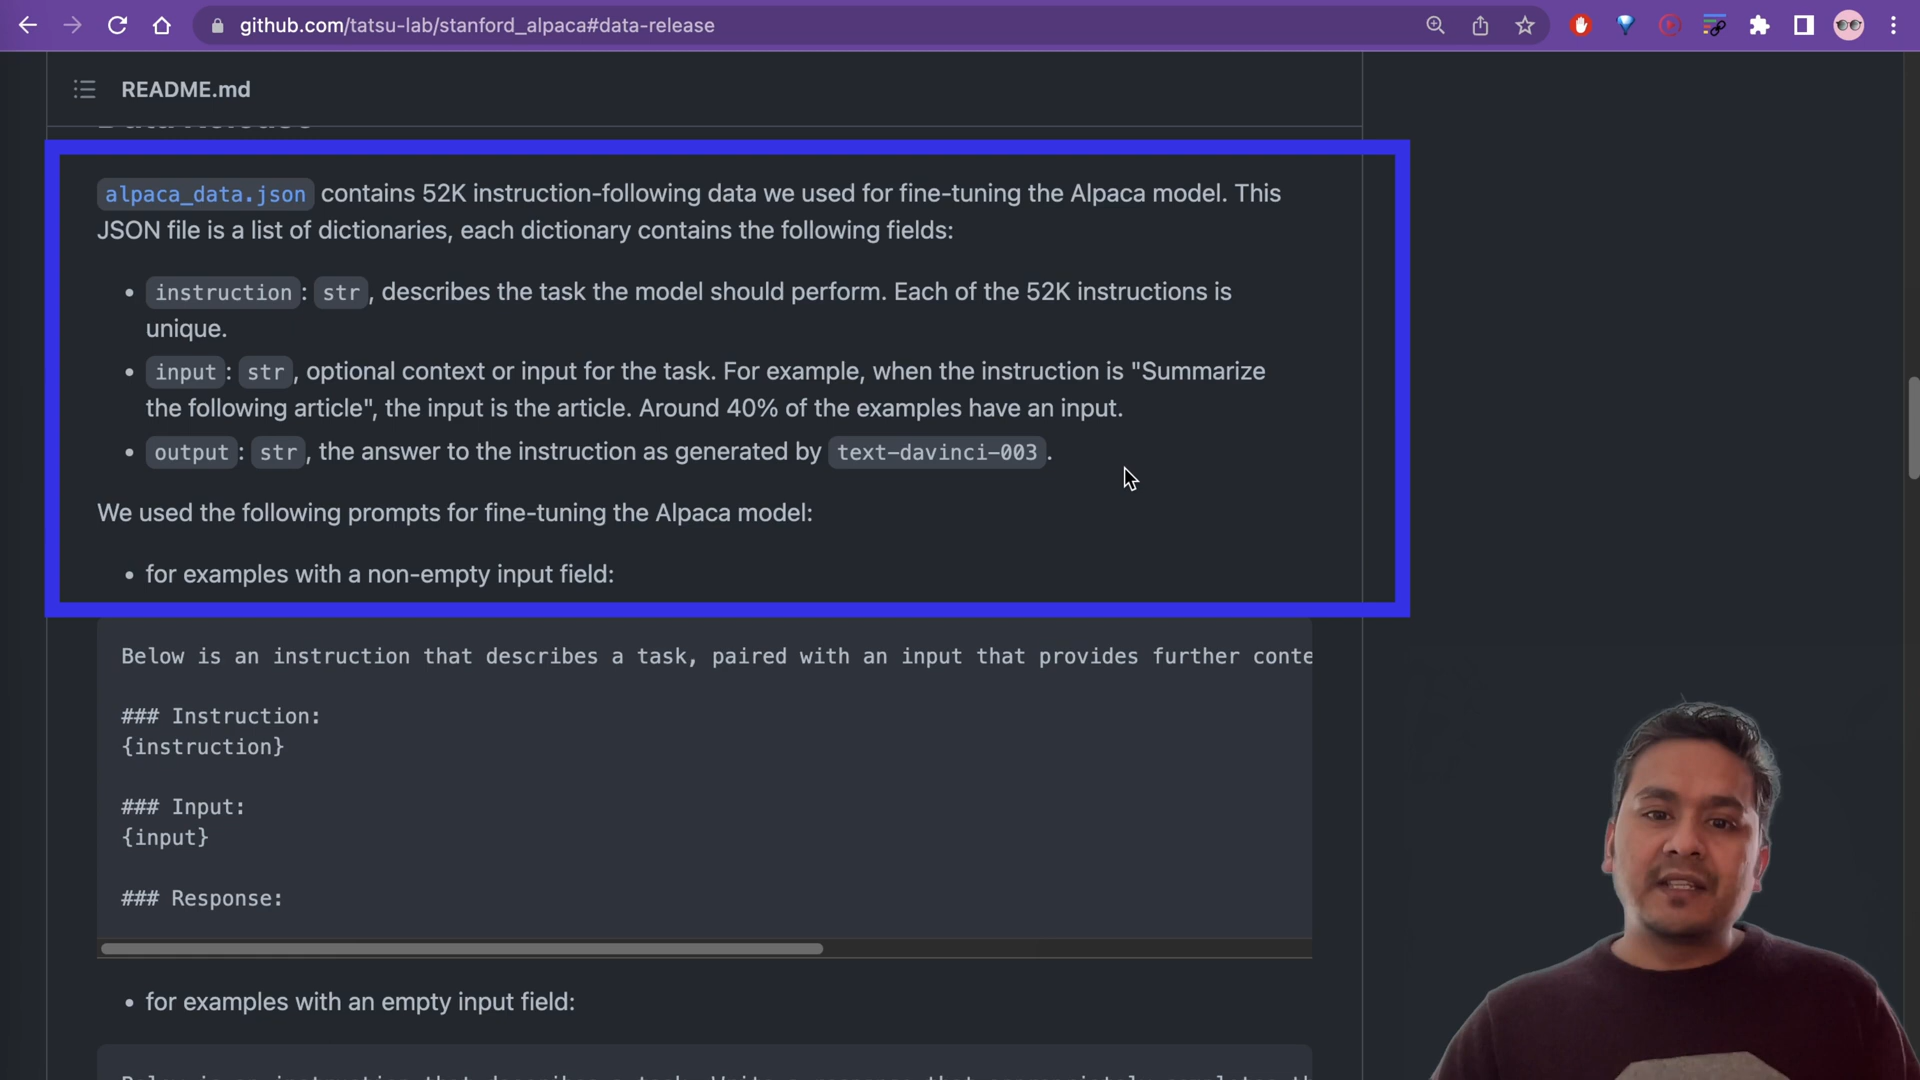 github.com/tatsu-lab/stanford_alpaca#data-release
README.md
Data Release
alpaca_data.json contains 52K instruction-following data we used for fine-tuning the Alpaca model. This
JSON file is a list of dictionaries, each dictionary contains the following fields:
• instruction: str, describes the task the model should perform. Each of the 52K instructions is
unique.
• input: str, optional context or input for the task. For example, when the instruction is "Summarize
the following article", the input is the article. Around 40% of the examples have an input.
• output: str, the answer to the instruction as generated by text-davinci-003.
We used the following prompts for fine-tuning the Alpaca model:
• for examples with a non-empty input field:
Below is an instruction that describes a task, paired with an input that provides further conte
### Instruction:
{instruction}
### Input:
{input}
### Response:
• for examples with an empty input field: